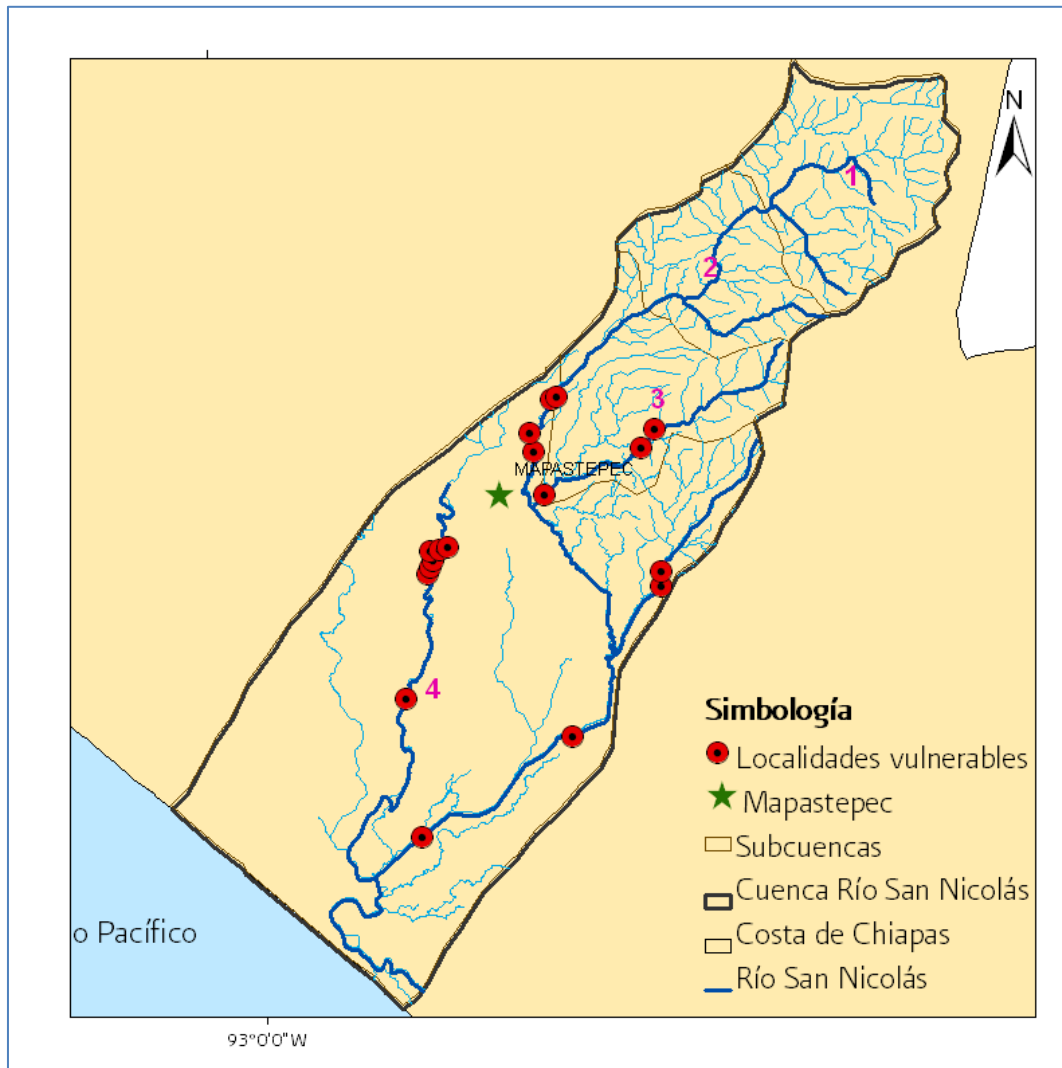 N
1
2
3
MAPASTEPEC
4
Simbología
Localidades vulnerables
Mapastepec
Subcuencas
Cuenca Río San Nicolás
Costa de Chiapas
Río San Nicolás
o Pacífico
93°0'0"W